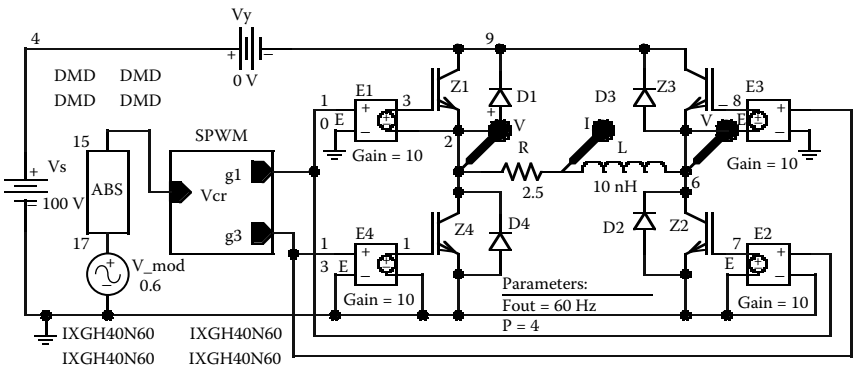 Vy
4
+
−
9
0 V
DMD DMD
DMD DMD
Z1
D1
D3
Z3
E1
E3
1
0
E
+
−
3
− 8
+
−
E
+
V
I
V
2
R
L
Gain = 10
Gain = 10
15
SPWM
ABS
Vcr
g1
g3
Vs
+
−
100 V
2.5
10 nH
6
17
V_mod
0.6
1
3
E
E4
+
−
1
Z4
D4
D2
Z2
7
E
E2
+
−
Gain = 10
Gain = 10
Parameters:
Fout = 60 Hz
P = 4
IXGH40N60 IXGH40N60
IXGH40N60 IXGH40N60